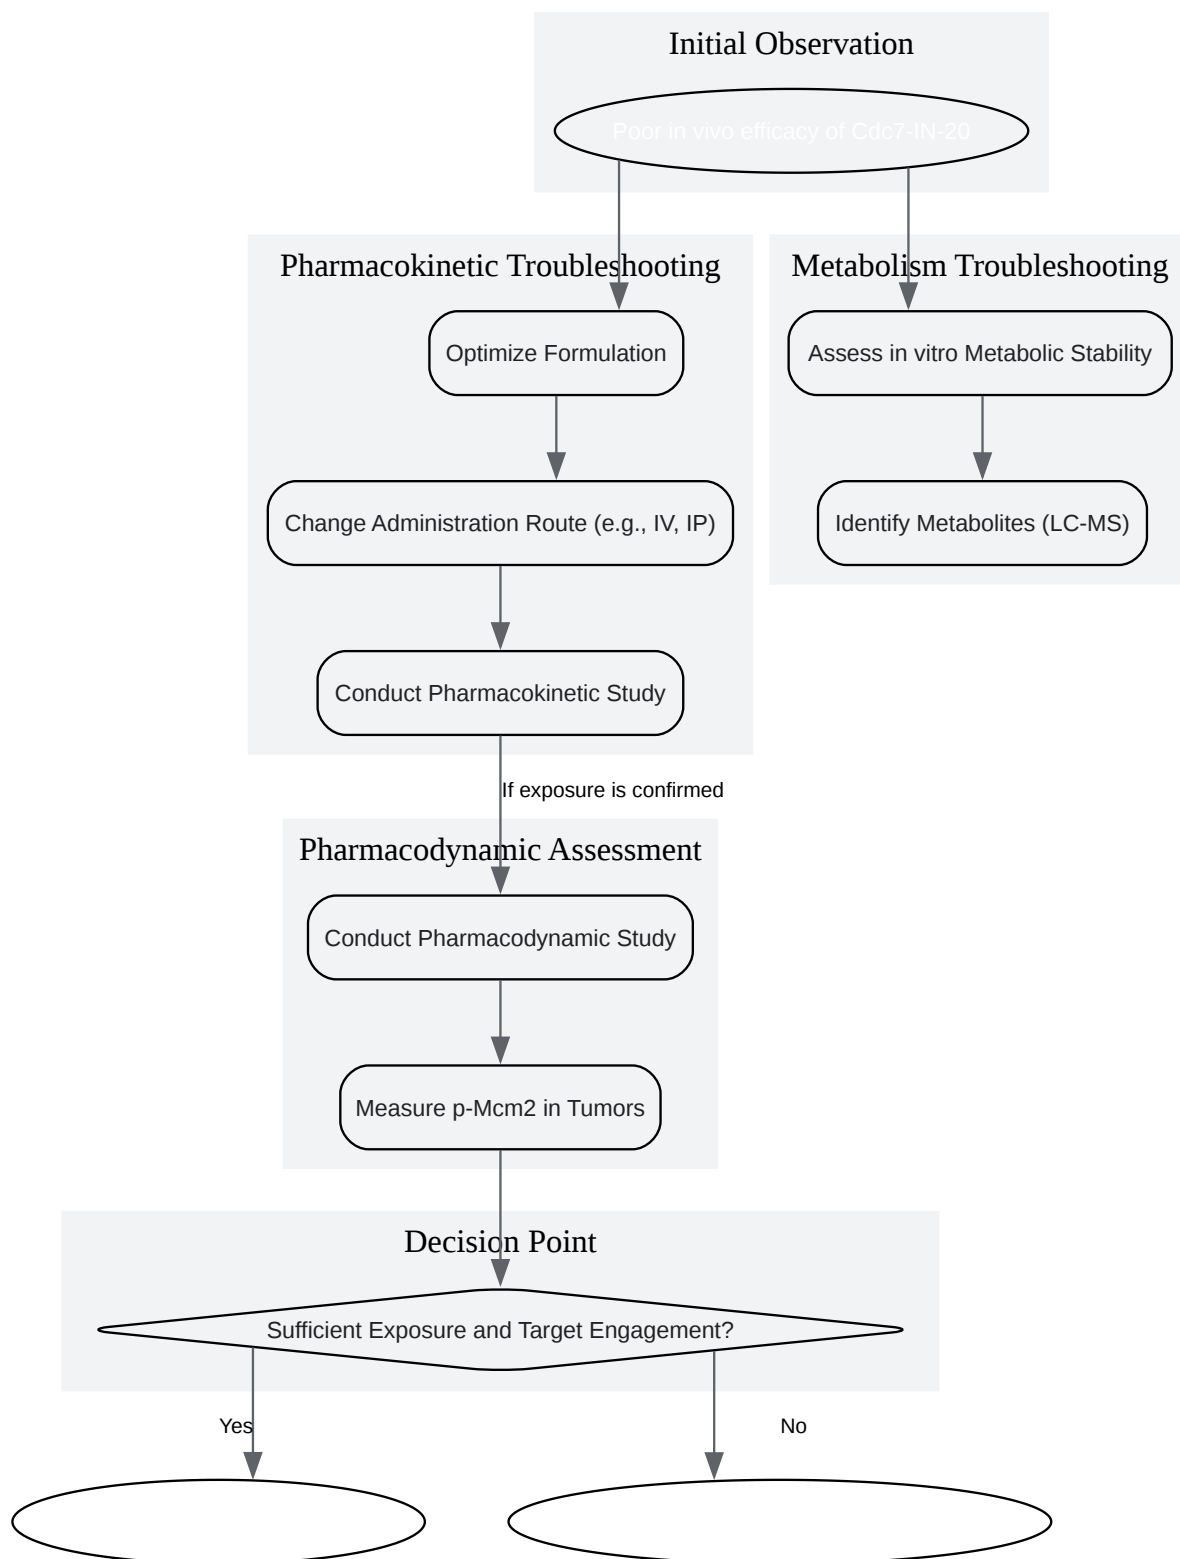 Initial Observation
Poor in vivo efficacy of Cdc7-IN-20
Pharmacokinetic Troubleshooting
Metabolism Troubleshooting
Optimize Formulation
Assess in vitro Metabolic Stability
Change Administration Route (e.g., IV, IP)
Identify Metabolites (LC-MS)
Conduct Pharmacokinetic Study
If exposure is confirmed
Pharmacodynamic Assessment
Conduct Pharmacodynamic Study
Measure p-Mcm2 in Tumors
Decision Point
Sufficient Exposure and Target Engagement?
Yes
No